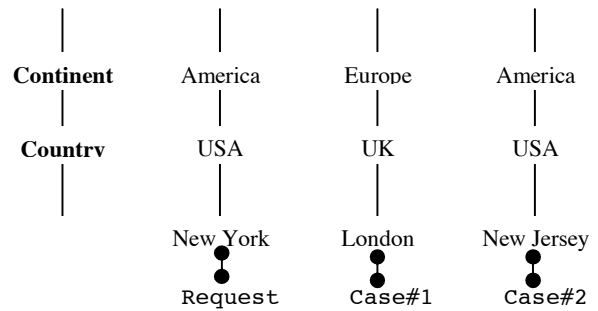 Continent America Europe America
Country USA UK USA
New York London New Jersey
Request Case#1 Case#2